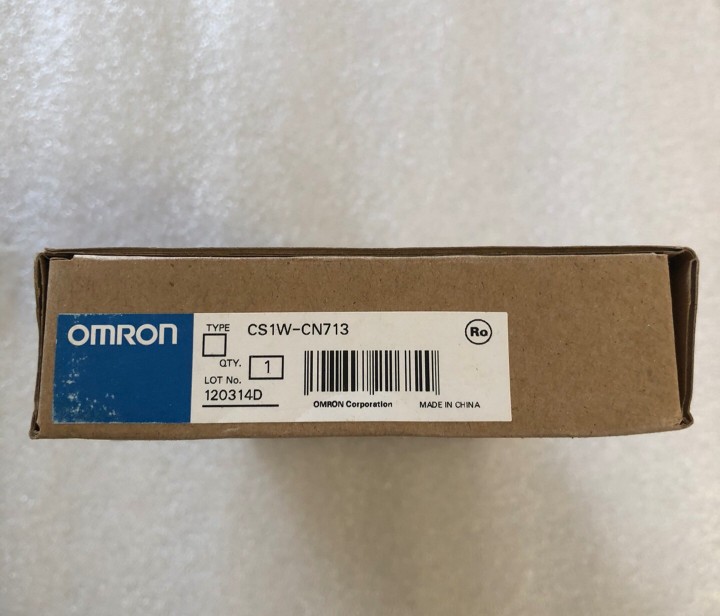 OMRON
TYPE CS1W-CN713
Ro
QTY. 1
LOT No.
120314D
OMRON Corporation MADE IN CHINA